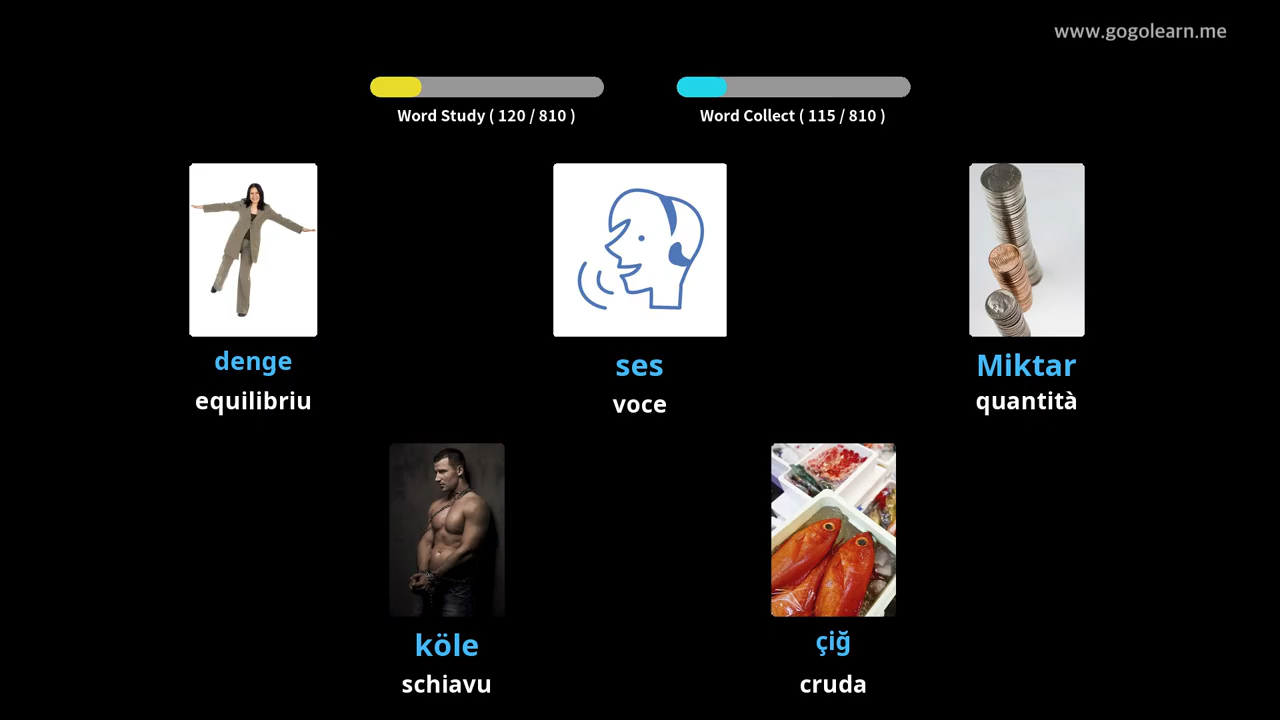 www.gogolearn.me
Word Study ( 120 / 810 )
Word Collect ( 115 / 810 )
denge
equilibriu
ses
voce
Miktar
quantità
köle
schiavu
çiğ
cruda